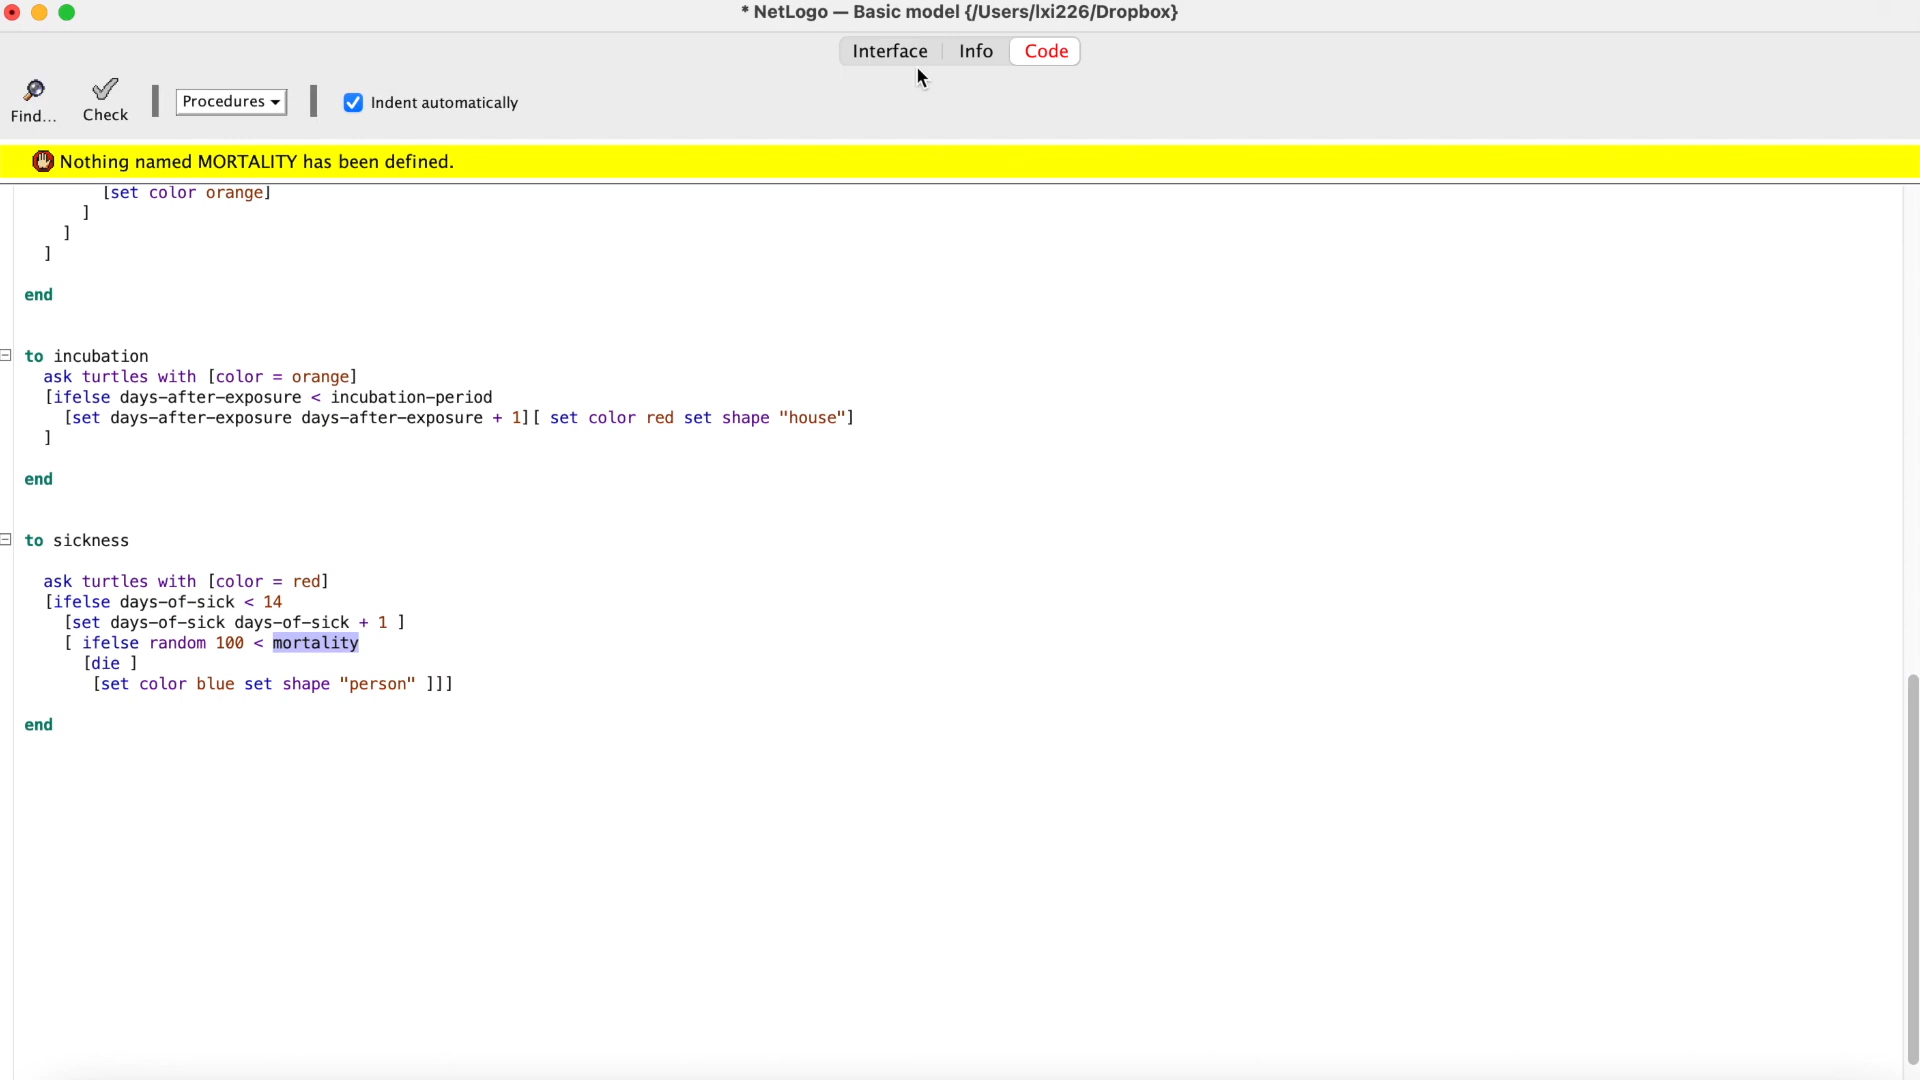 * NetLogo — Basic model {/Users/lxi226/Dropbox}
Interface Info Code
Find... Check Procedures Indent automatically
Nothing named MORTALITY has been defined.
[set color orange]
]
]
]
end
to incubation
ask turtles with [color = orange]
[ifelse days-after-exposure < incubation-period
[set days-after-exposure days-after-exposure + 1][ set color red set shape "house"]
]
end
to sickness
ask turtles with [color = red]
[ifelse days-of-sick < 14
[set days-of-sick days-of-sick + 1 ]
[ ifelse random 100 < mortality
[die ]
[set color blue set shape "person" ]]]
end